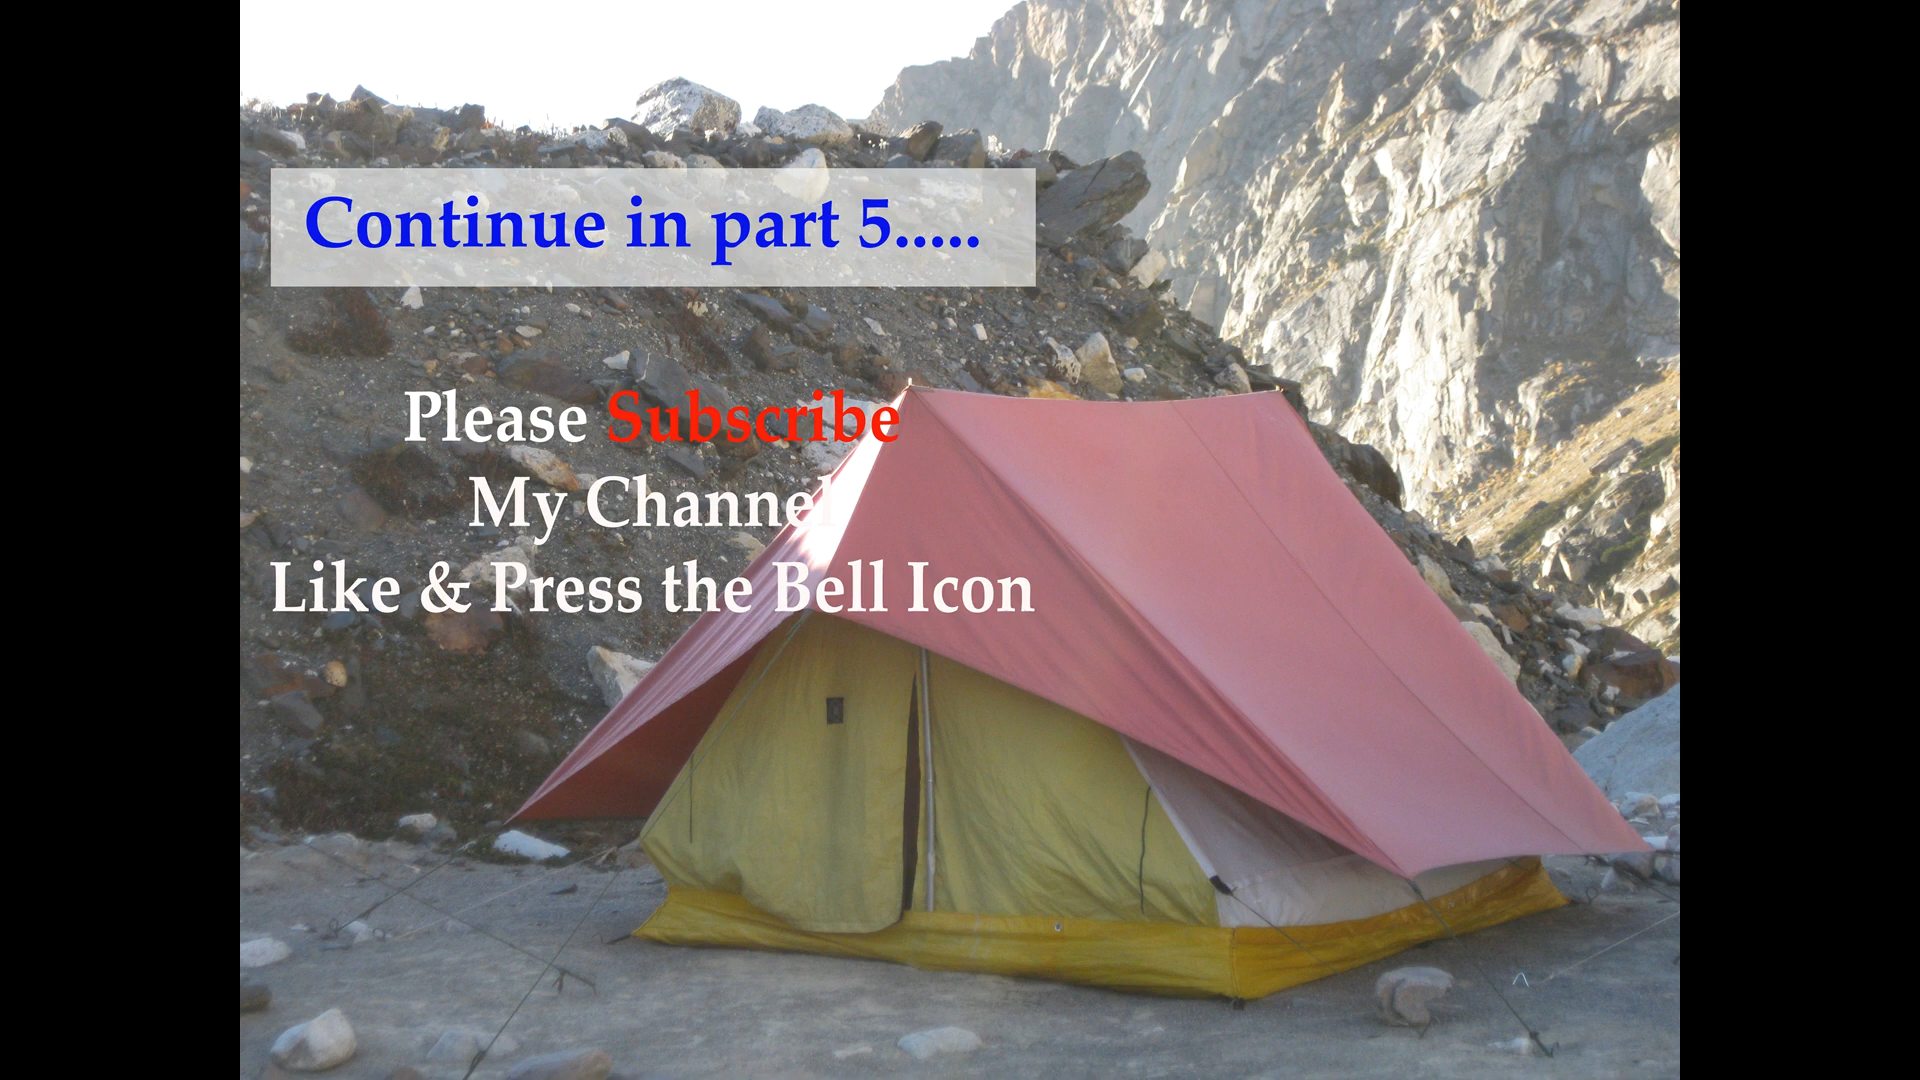 Continue in part 5.....
Please Subscribe
My Channel
Like & Press the Bell Icon